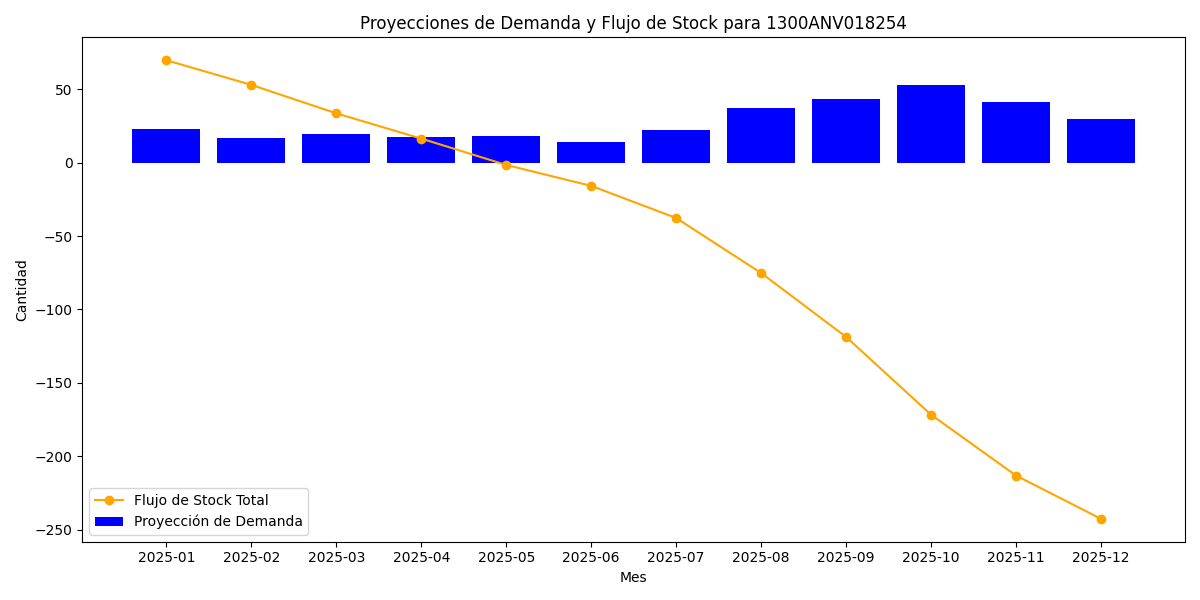 Proyecciones de Demanda y Flujo de Stock para 1300ANV018254
Cantidad
50
0
−50
−100
−150
−200
−250
Flujo de Stock Total
Proyección de Demanda
2025-01 2025-02 2025-03 2025-04 2025-05 2025-06 2025-07 2025-08 2025-09 2025-10 2025-11 2025-12
Mes